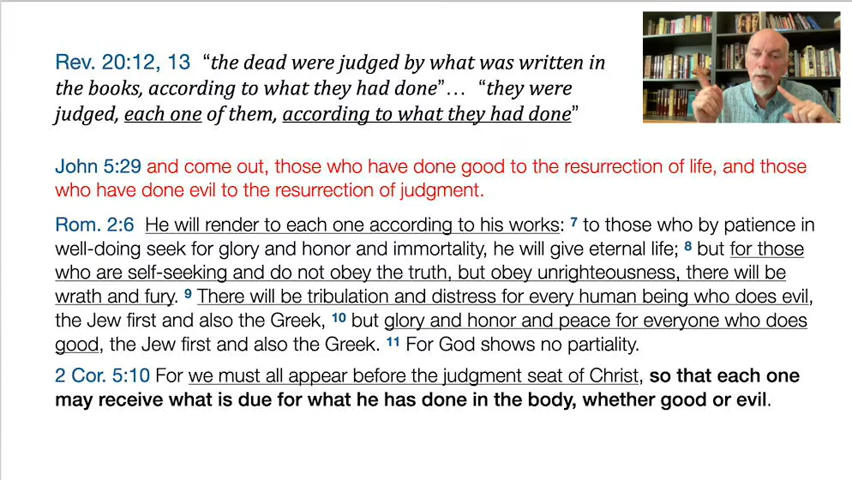 Rev. 20:12, 13 “the dead were judged by what was written in
the books, according to what they had done”… “they were
judged, each one of them, according to what they had done”
John 5:29 and come out, those who have done good to the resurrection of life, and those
who have done evil to the resurrection of judgment.
Rom. 2:6 He will render to each one according to his works: 7 to those who by patience in
well-doing seek for glory and honor and immortality, he will give eternal life; 8 but for those
who are self-seeking and do not obey the truth, but obey unrighteousness, there will be
wrath and fury. 9 There will be tribulation and distress for every human being who does evil,
the Jew first and also the Greek, 10 but glory and honor and peace for everyone who does
good, the Jew first and also the Greek. 11 For God shows no partiality.
2 Cor. 5:10 For we must all appear before the judgment seat of Christ, so that each one
may receive what is due for what he has done in the body, whether good or evil.